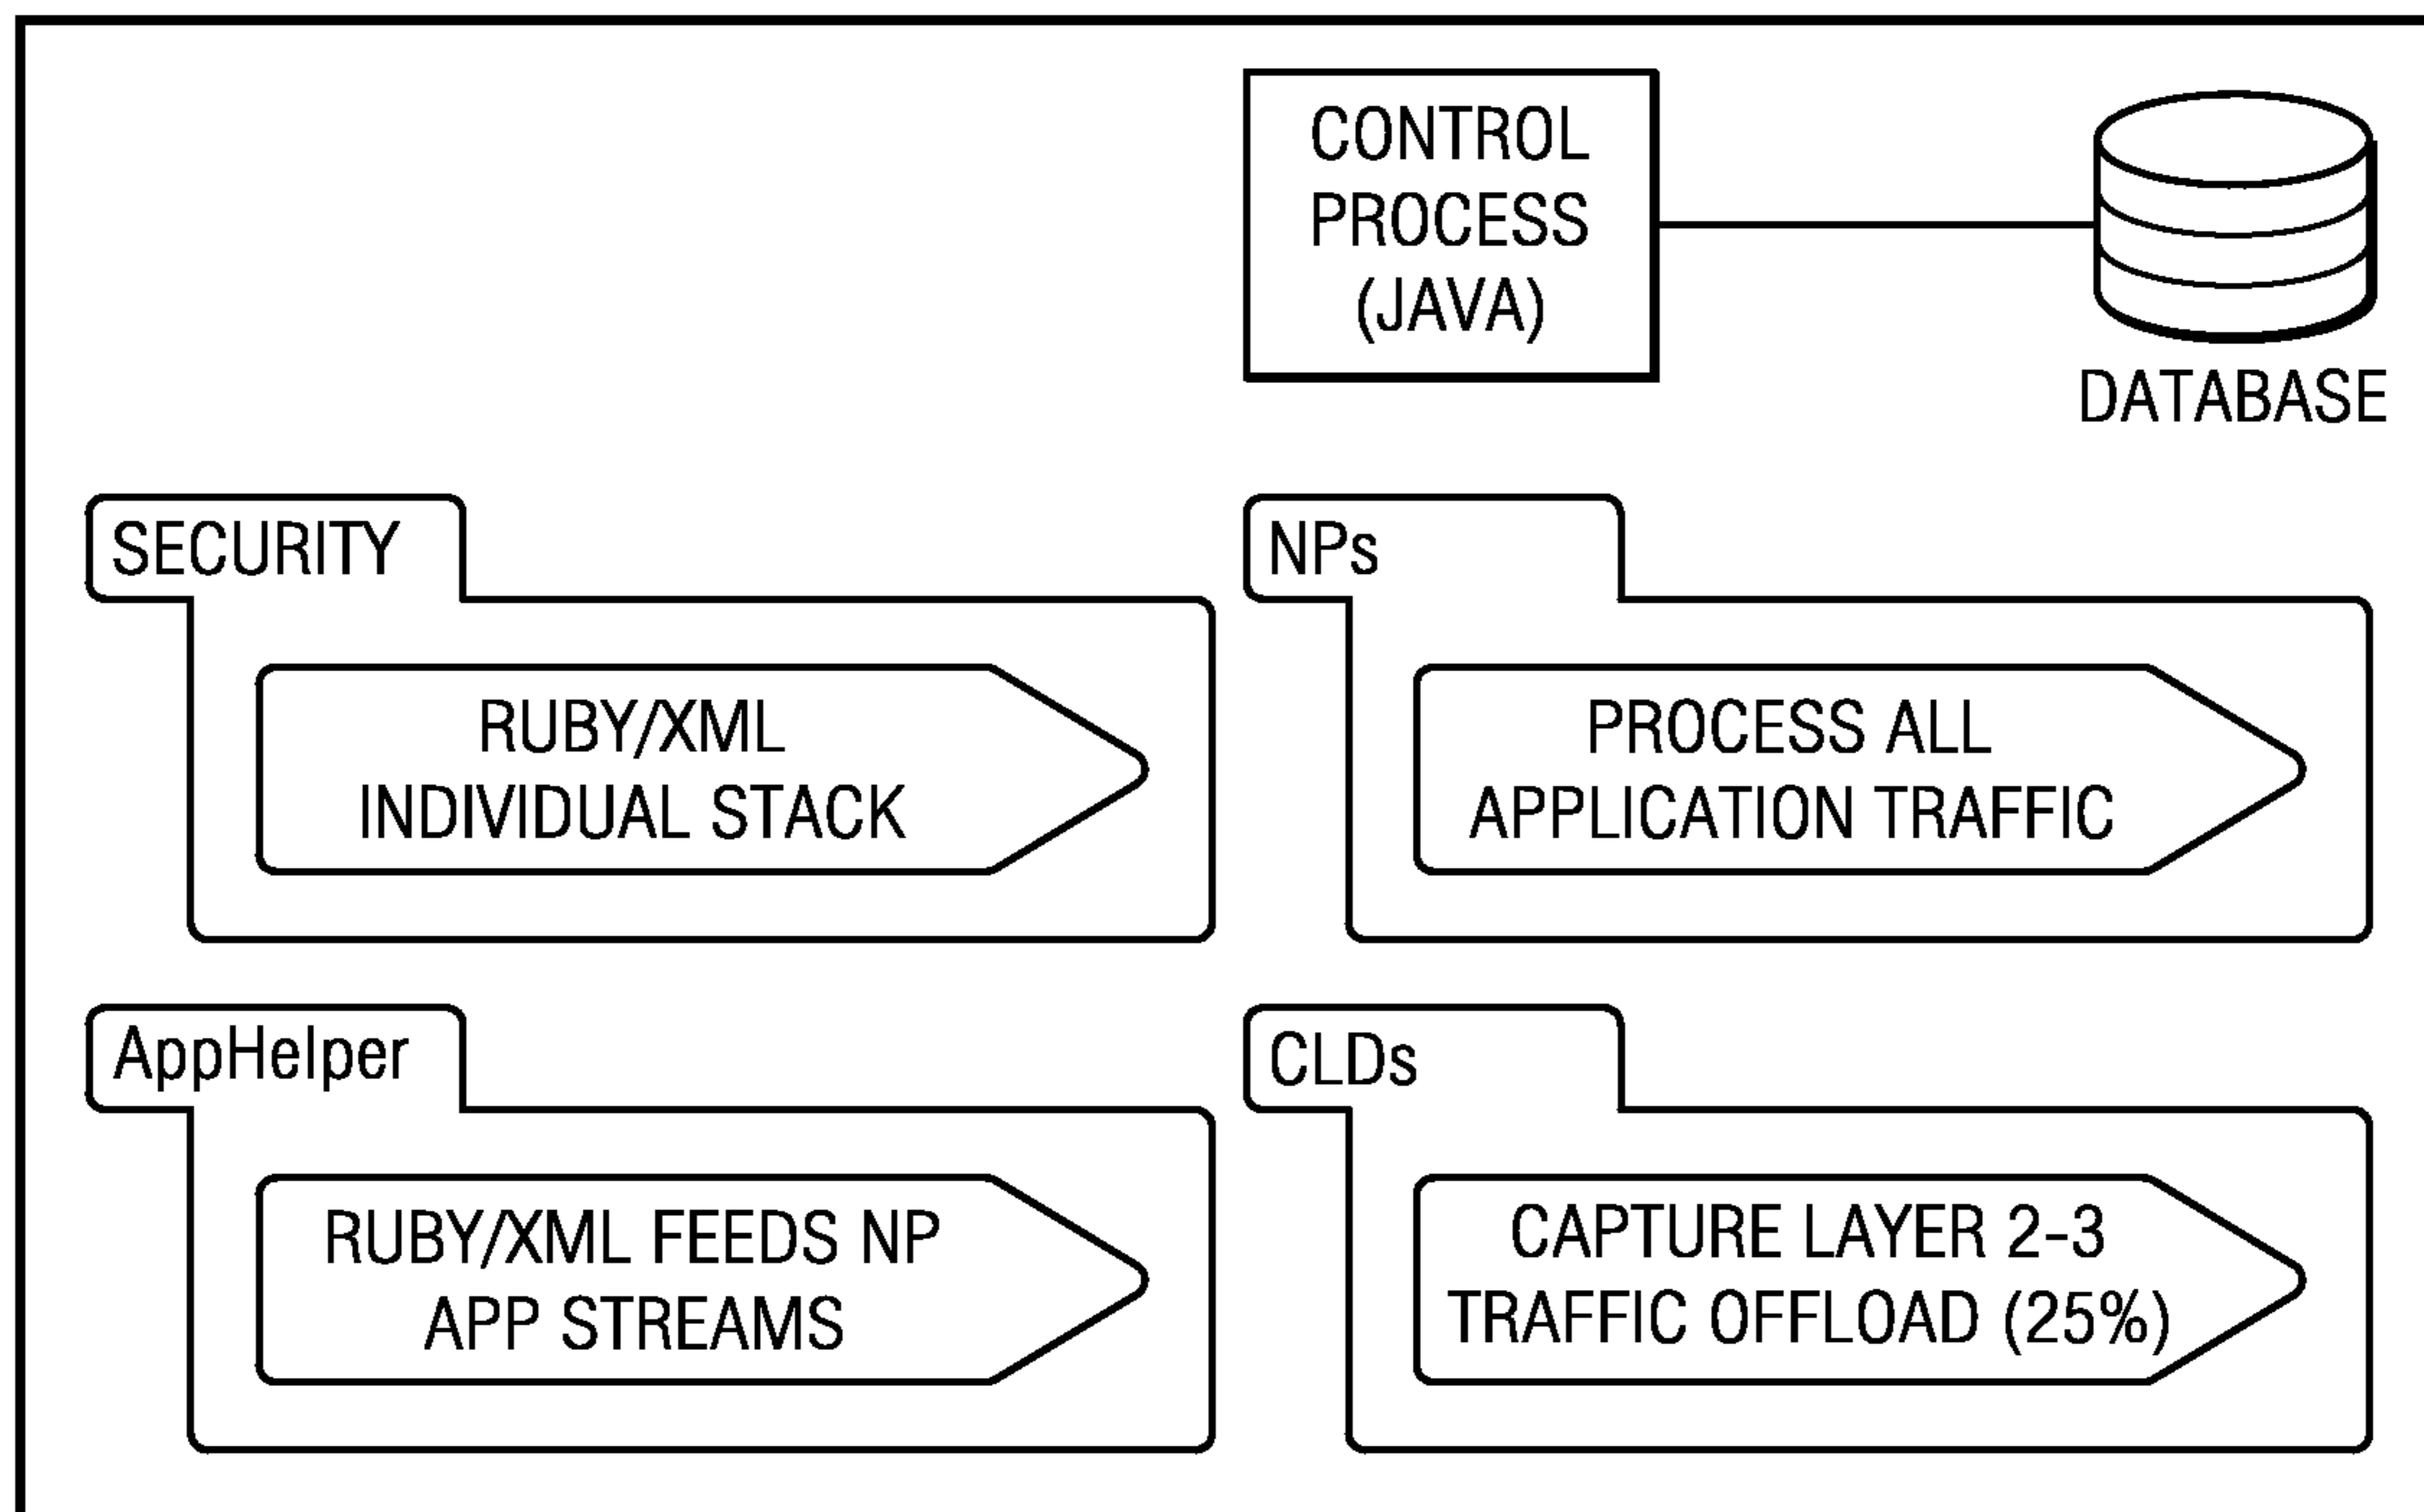 CONTROL
PROCESS
(JAVA)
DATABASE
SECURITY
RUBY/XML
INDIVIDUAL STACK
NPs
PROCESS ALL
APPLICATION TRAFFIC
AppHelper
RUBY/XML FEEDS NP
APP STREAMS
CLDs
CAPTURE LAYER 2-3
TRAFFIC OFFLOAD (25%)